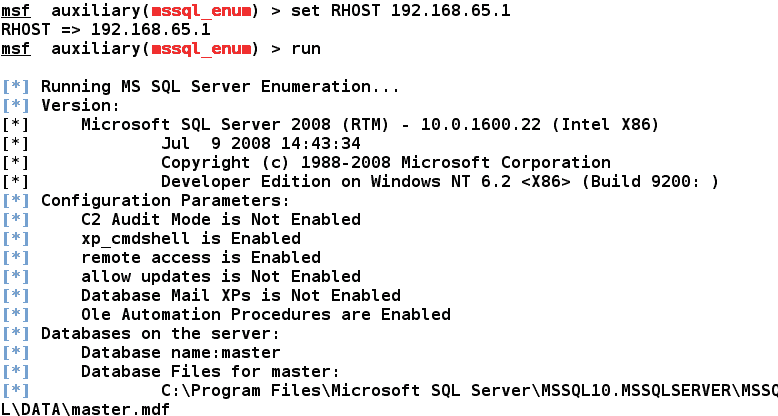 msf  auxiliary(mssql_enum) > set RHOST 192.168.65.1
RHOST => 192.168.65.1
msf  auxiliary(mssql_enum) > run
[*] Running MS SQL Server Enumeration...
[*] Version:
[*]     Microsoft SQL Server 2008 (RTM) - 10.0.1600.22 (Intel X86)
[*]             Jul  9 2008 14:43:34
[*]             Copyright (c) 1988-2008 Microsoft Corporation
[*]             Developer Edition on Windows NT 6.2 <X86> (Build 9200: )
[*] Configuration Parameters:
[*]     C2 Audit Mode is Not Enabled
[*]     xp_cmdshell is Enabled
[*]     remote access is Enabled
[*]     allow updates is Not Enabled
[*]     Database Mail XPs is Not Enabled
[*]     Ole Automation Procedures are Enabled
[*] Databases on the server:
[*]     Database name:master
[*]     Database Files for master:
[*]             C:\Program Files\Microsoft SQL Server\MSSQL10.MSSQLSERVER\MSSQ
L\DATA\master.mdf